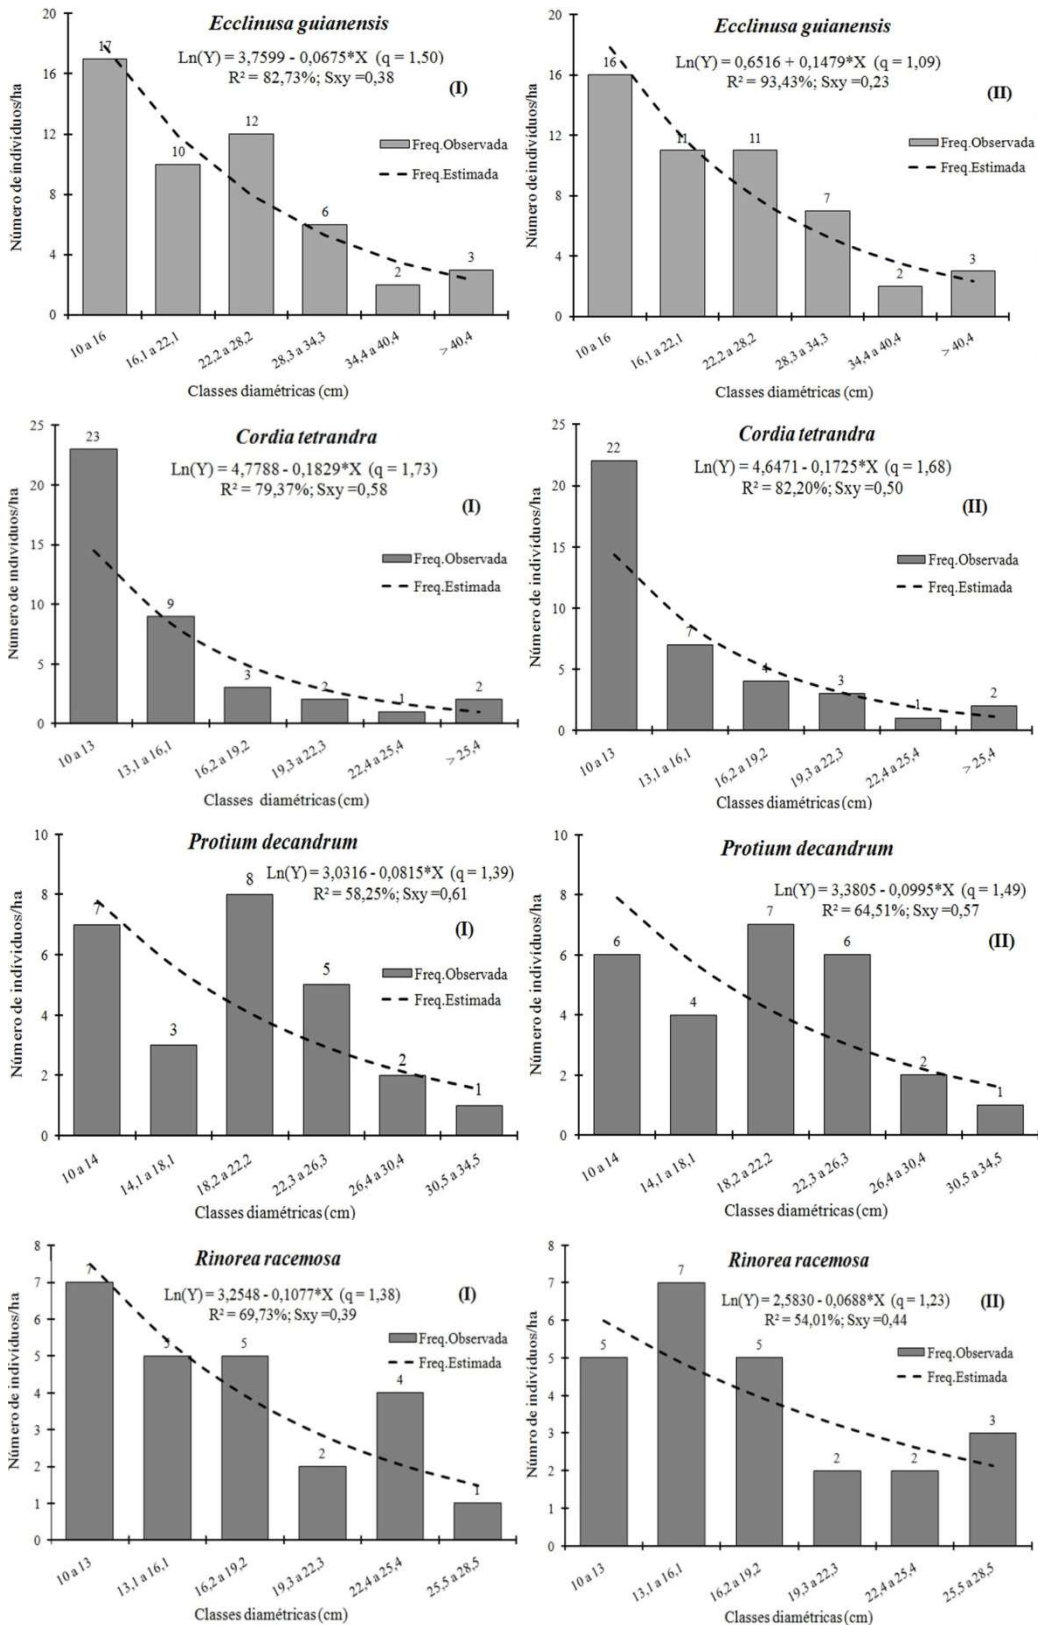 Ecclinusa guianensis
Ln(Y) = 3,7599 - 0,0675*X (q = 1,50)
R² = 82,73%; Sxy =0,38
(I)
Freq.Observada
Freq.Estimada
Número de indivíduos/ha
20
16
12
8
4
0
17
10
12
6
2
3
10 a 16
16,1 a 22,1
22,2 a 28,2
28,3 a 34,3
34,4 a 40,4
> 40,4
Classes diamétricas (cm)
Ecclinusa guianensis
Ln(Y) = 0,6516 + 0,1479*X (q = 1,09)
R² = 93,43%; Sxy =0,23
(II)
Freq.Observada
Freq.Estimada
Número de indivíduos/ha
20
16
12
8
4
0
16
11
11
7
2
3
10 a 16
16,1 a 22,1
22,2 a 28,2
28,3 a 34,3
34,4 a 40,4
> 40,4
Classes diamétricas (cm)
Cordia tetrandra
Ln(Y) = 4,7788 - 0,1829*X (q = 1,73)
R² = 79,37%; Sxy =0,58
(I)
Freq.Observada
Freq.Estimada
Número de indivíduos/ha
25
20
15
10
5
0
23
9
3
2
1
2
10 a 13
13,1 a 16,1
16,2 a 19,2
19,3 a 22,3
22,4 a 25,4
> 25,4
Classes diamétricas (cm)
Cordia tetrandra
Ln(Y) = 4,6471 - 0,1725*X (q = 1,68)
R² = 82,20%; Sxy =0,50
(II)
Freq.Observada
Freq.Estimada
Número de indivíduos/ha
25
20
15
10
5
0
22
7
4
3
1
2
10 a 13
13,1 a 16,1
16,2 a 19,2
19,3 a 22,3
22,4 a 25,4
> 25,4
Classes diamétricas (cm)
Protium decandrum
Ln(Y) = 3,0316 - 0,0815*X (q = 1,39)
R² = 58,25%; Sxy =0,61
(I)
Freq.Observada
Freq.Estimada
Número de indivíduos/ha
10
8
6
4
2
0
7
3
8
5
2
1
10 a 14
14,1 a 18,1
18,2 a 22,2
22,3 a 26,3
26,4 a 30,4
30,5 a 34,5
Classes diamétricas (cm)
Protium decandrum
Ln(Y) = 3,3805 - 0,0995*X (q = 1,49)
R² = 64,51%; Sxy =0,57
(II)
Freq.Observada
Freq.Estimada
Número de indivíduos/ha
10
8
6
4
2
0
6
4
7
6
2
1
10 a 14
14,1 a 18,1
18,2 a 22,2
22,3 a 26,3
26,4 a 30,4
30,5 a 34,5
Classes diamétricas (cm)
Rinorea racemosa
Ln(Y) = 3,2548 - 0,1077*X (q = 1,38)
R² = 69,73%; Sxy =0,39
(I)
Freq.Observada
Freq.Estimada
Número de indivíduos/ha
8
7
6
5
4
3
2
1
0
7
5
5
2
4
1
10 a 13
13,1 a 16,1
16,2 a 19,2
19,3 a 22,3
22,4 a 25,4
25,5 a 28,5
Classes diamétricas (cm)
Rinorea racemosa
Ln(Y) = 2,5830 - 0,0688*X (q = 1,23)
R² = 54,01%; Sxy =0,44
(II)
Freq.Observada
Freq.Estimada
Númro de indivíduos/ha
8
7
6
5
4
3
2
1
0
5
7
5
2
2
3
10 a 13
13,1 a 16,1
16,2 a 19,2
19,3 a 22,3
22,4 a 25,4
25,5 a 28,5
Classes diamétricas (cm)